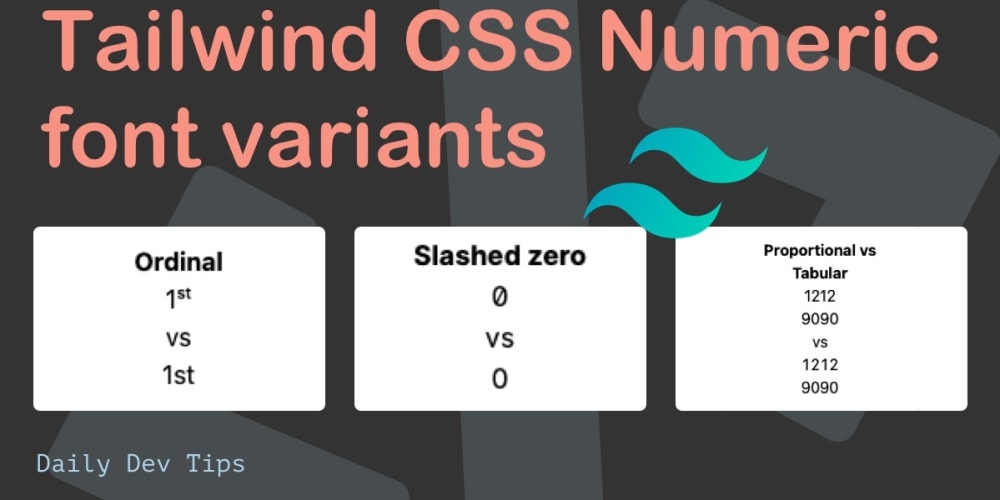 Tailwind CSS Numeric
font variants
Ordinal
1st
vs
1st
Slashed zero
0
vs
0
Proportional vs
Tabular
1212
9090
vs
1212
9090
Daily Dev Tips